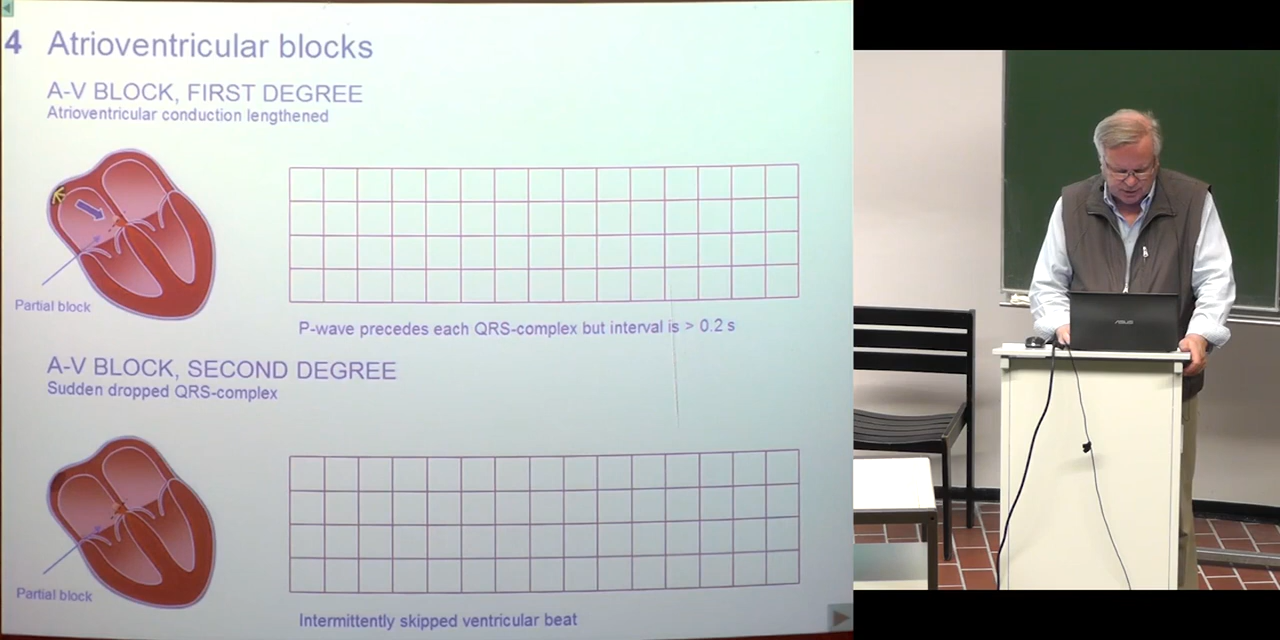 4 Atrioventricular blocks
A-V BLOCK, FIRST DEGREE
Atrioventricular conduction lengthened
Partial block
P-wave precedes each QRS-complex but interval is > 0.2 s
A-V BLOCK, SECOND DEGREE
Sudden dropped QRS-complex
Partial block
Intermittently skipped ventricular beat
ASUS